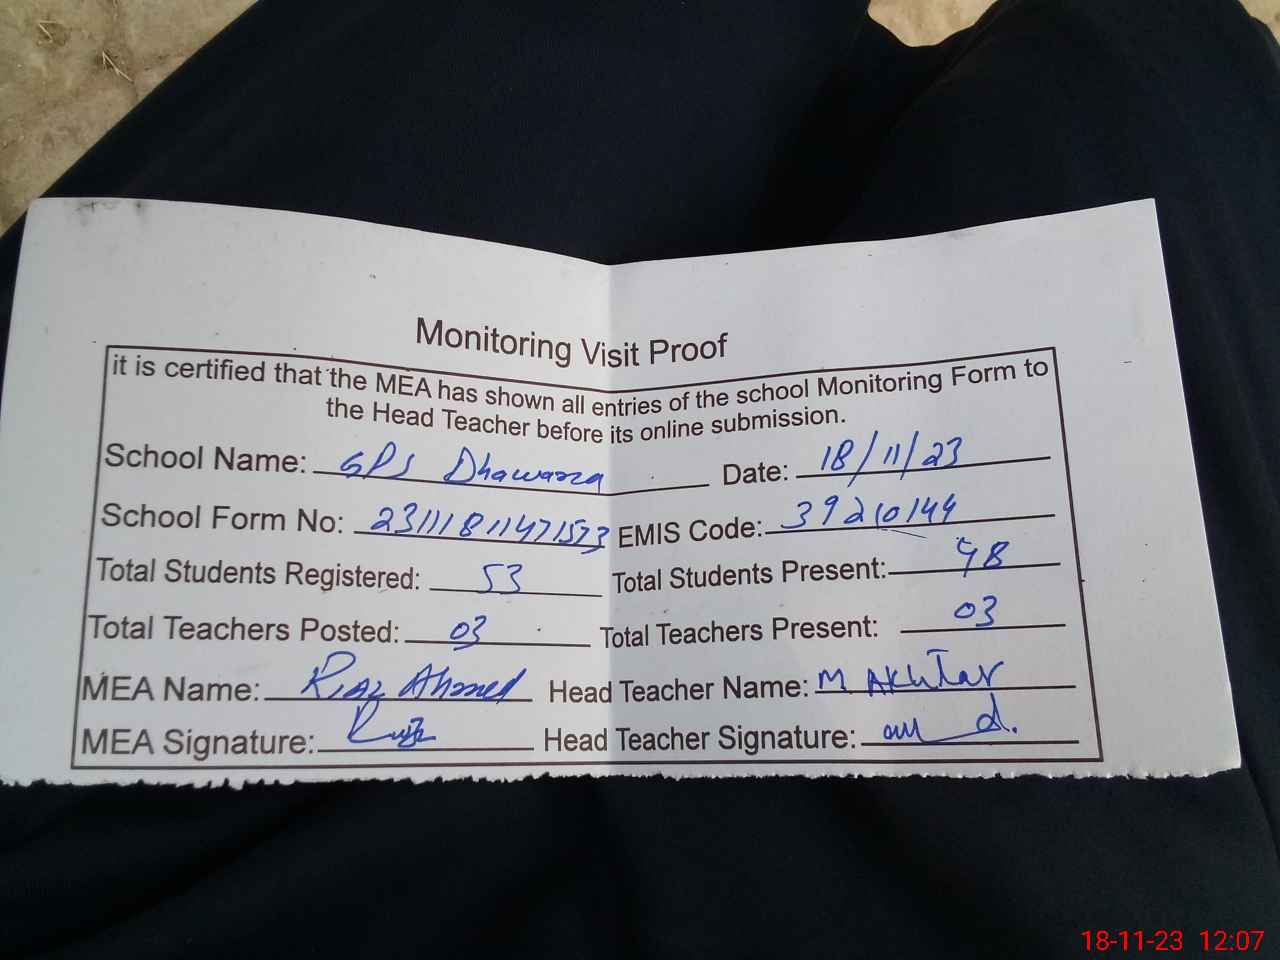 Monitoring Visit Proof
it is certified that the MEA has shown all entries of the school Monitoring Form to
the Head Teacher before its online submission.
School Name: GPS Dhawarza Date: 18/11/23
School Form No: 23111811471573 EMIS Code: 39210144
Total Students Registered: 53 Total Students Present: 48
Total Teachers Posted: 03 Total Teachers Present: 03
MEA Name: Riaz Ahmed Head Teacher Name: M AKhTar
MEA Signature: Head Teacher Signature:
18-11-23 12:07